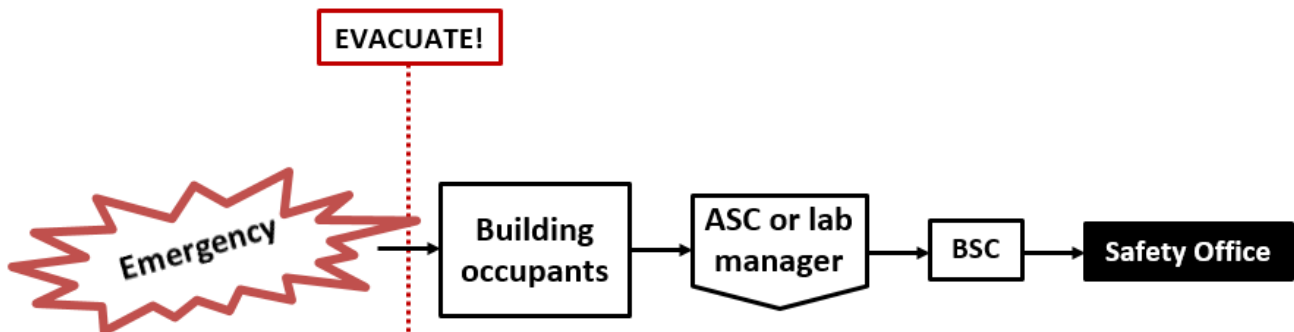 EVACUATE!
Emergency
Building
occupants
ASC or lab
manager
BSC
Safety Office